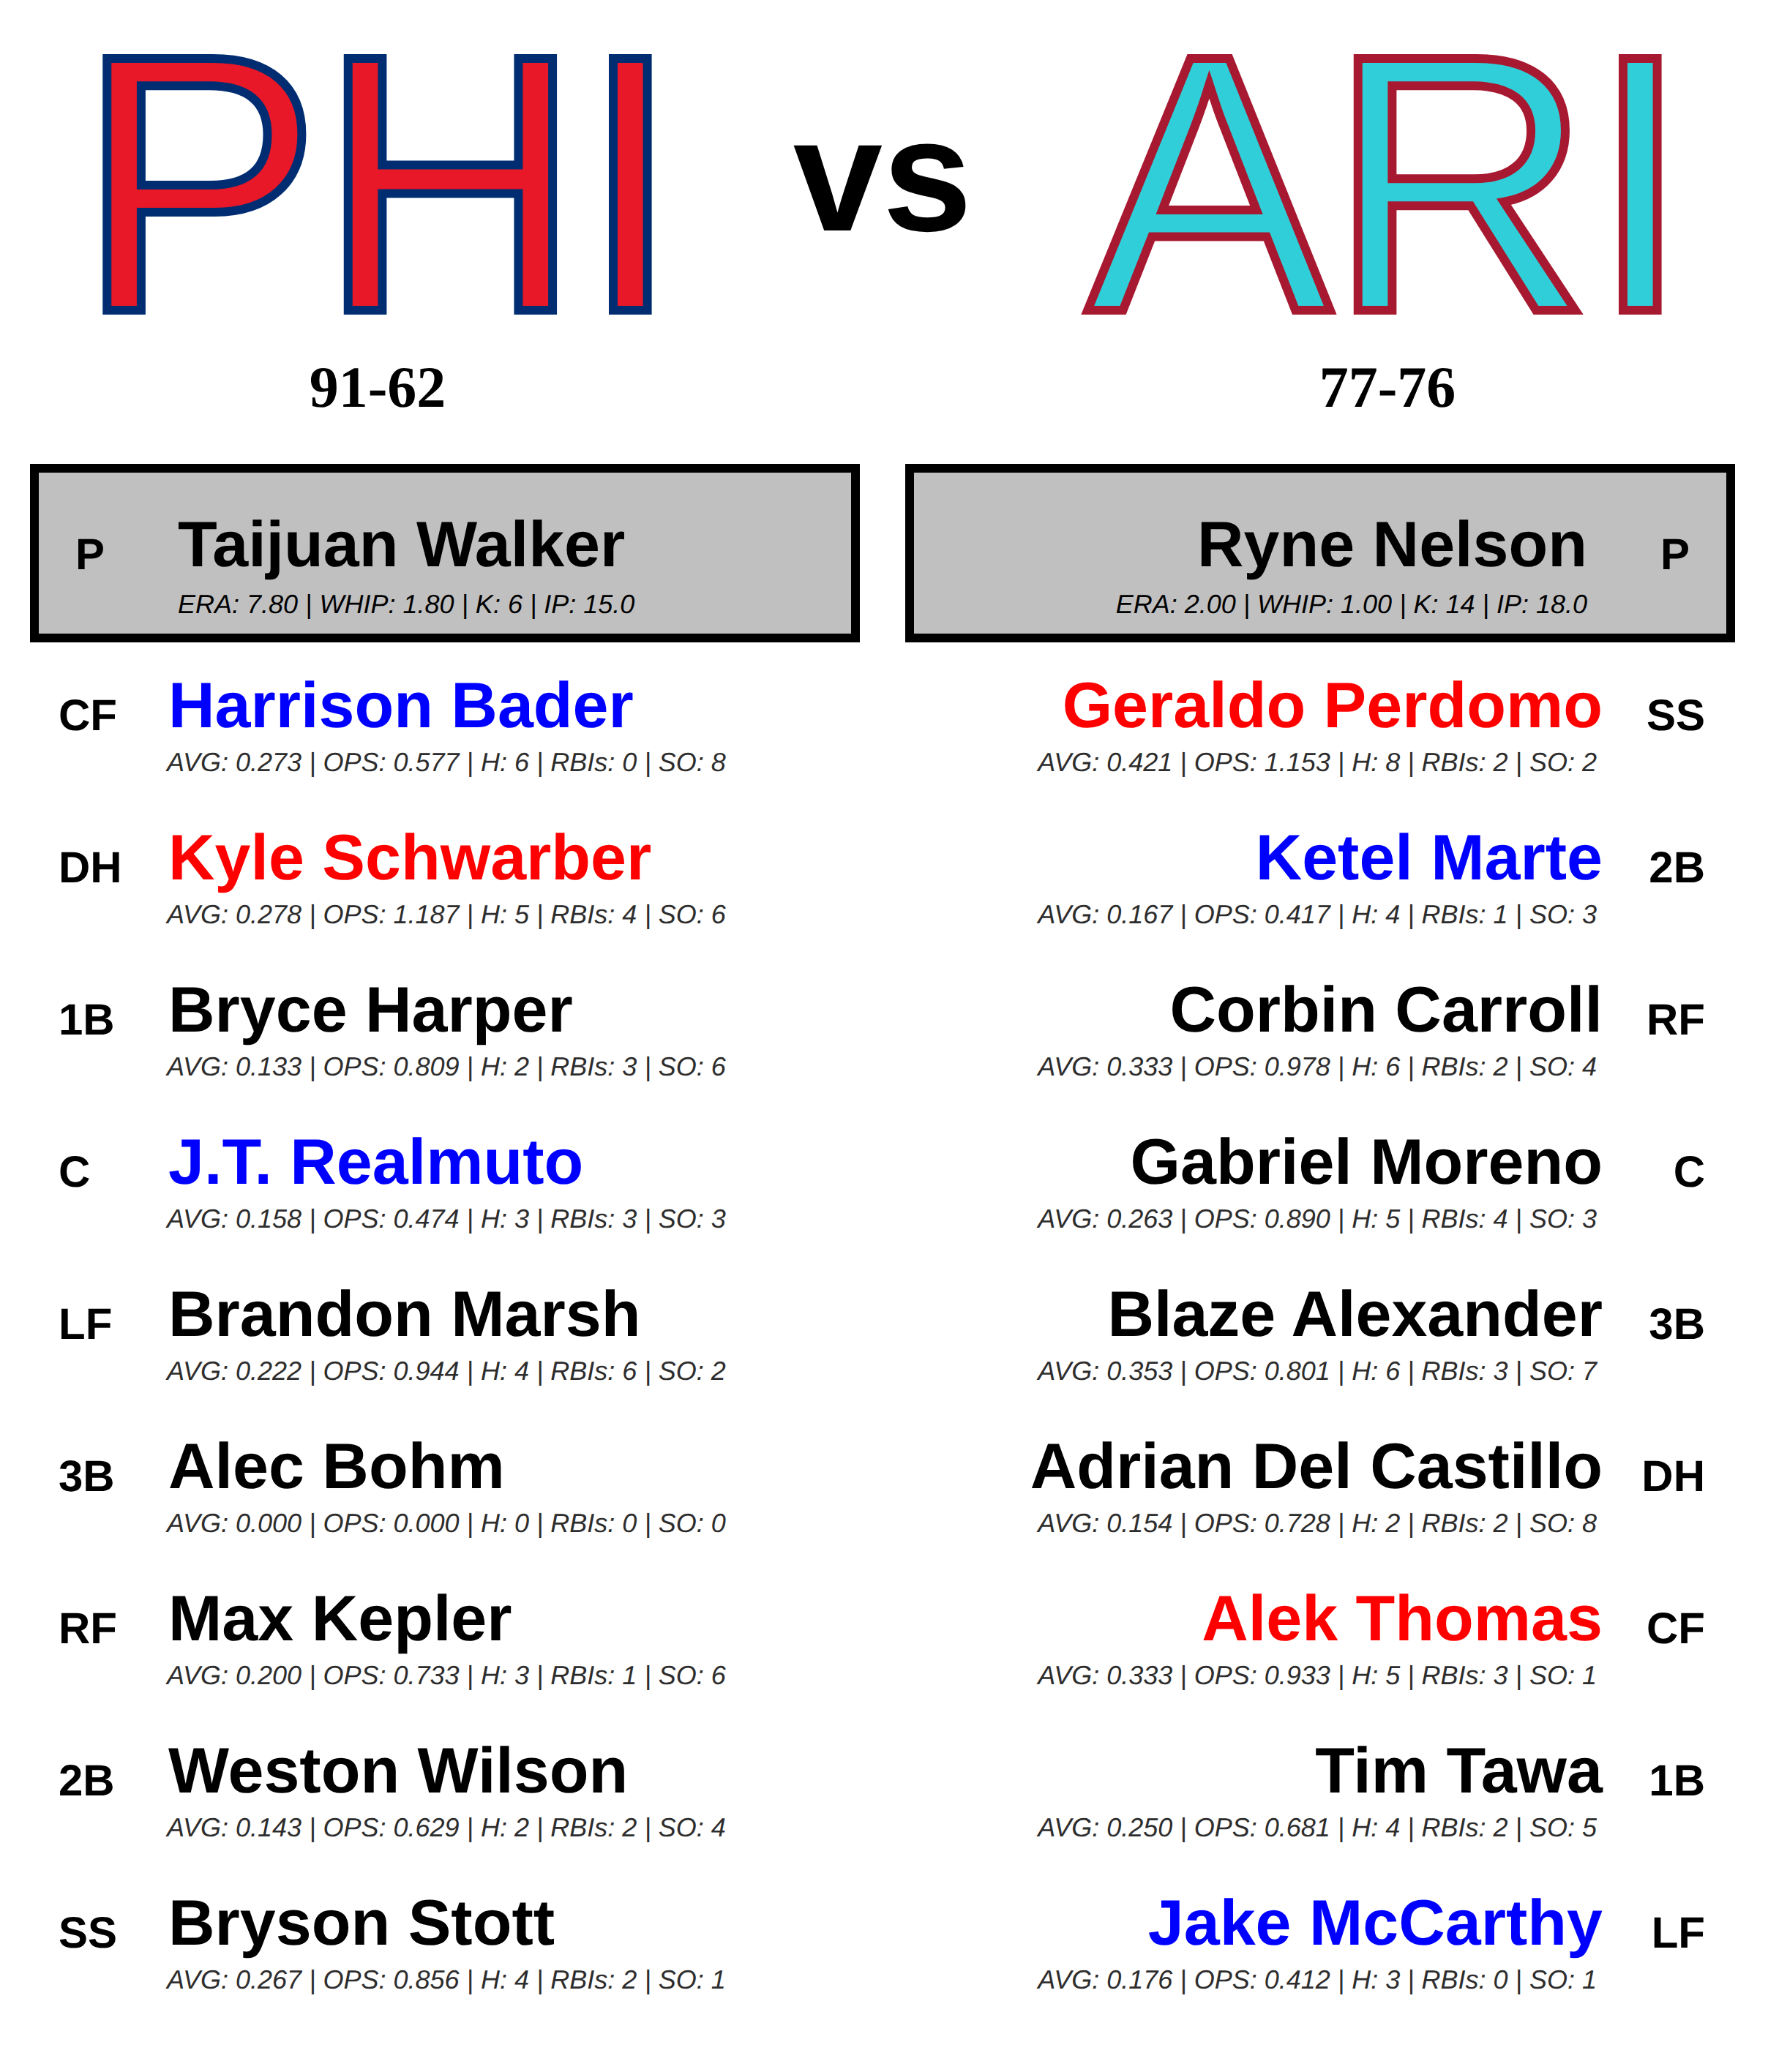 PHI vs ARI
91-62 77-76
P Taijuan Walker
ERA: 7.80 | WHIP: 1.80 | K: 6 | IP: 15.0
Ryne Nelson P
ERA: 2.00 | WHIP: 1.00 | K: 14 | IP: 18.0
CF Harrison Bader
AVG: 0.273 | OPS: 0.577 | H: 6 | RBIs: 0 | SO: 8
DH Kyle Schwarber
AVG: 0.278 | OPS: 1.187 | H: 5 | RBIs: 4 | SO: 6
1B Bryce Harper
AVG: 0.133 | OPS: 0.809 | H: 2 | RBIs: 3 | SO: 6
C J.T. Realmuto
AVG: 0.158 | OPS: 0.474 | H: 3 | RBIs: 3 | SO: 3
LF Brandon Marsh
AVG: 0.222 | OPS: 0.944 | H: 4 | RBIs: 6 | SO: 2
3B Alec Bohm
AVG: 0.000 | OPS: 0.000 | H: 0 | RBIs: 0 | SO: 0
RF Max Kepler
AVG: 0.200 | OPS: 0.733 | H: 3 | RBIs: 1 | SO: 6
2B Weston Wilson
AVG: 0.143 | OPS: 0.629 | H: 2 | RBIs: 2 | SO: 4
SS Bryson Stott
AVG: 0.267 | OPS: 0.856 | H: 4 | RBIs: 2 | SO: 1
Geraldo Perdomo SS
AVG: 0.421 | OPS: 1.153 | H: 8 | RBIs: 2 | SO: 2
Ketel Marte 2B
AVG: 0.167 | OPS: 0.417 | H: 4 | RBIs: 1 | SO: 3
Corbin Carroll RF
AVG: 0.333 | OPS: 0.978 | H: 6 | RBIs: 2 | SO: 4
Gabriel Moreno C
AVG: 0.263 | OPS: 0.890 | H: 5 | RBIs: 4 | SO: 3
Blaze Alexander 3B
AVG: 0.353 | OPS: 0.801 | H: 6 | RBIs: 3 | SO: 7
Adrian Del Castillo DH
AVG: 0.154 | OPS: 0.728 | H: 2 | RBIs: 2 | SO: 8
Alek Thomas CF
AVG: 0.333 | OPS: 0.933 | H: 5 | RBIs: 3 | SO: 1
Tim Tawa 1B
AVG: 0.250 | OPS: 0.681 | H: 4 | RBIs: 2 | SO: 5
Jake McCarthy LF
AVG: 0.176 | OPS: 0.412 | H: 3 | RBIs: 0 | SO: 1